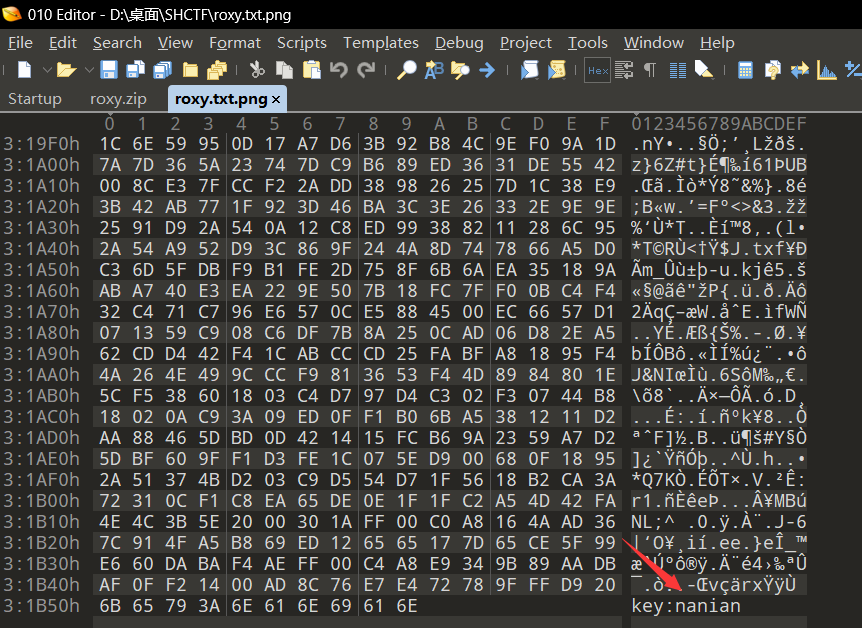 010 Editor - D:\桌面\SHCTF\roxy.txt.png
File Edit Search View Format Scripts Templates Debug Project Tools Window Help
Hex
Startup roxy.zip roxy.txt.png ×
0 1 2 3 4 5 6 7 8 9 A B C D E F 0123456789ABCDEF
3:19F0h 1C 6E 59 95 0D 17 A7 D6 3B 92 B8 4C 9E F0 9A 1D .nY•..§Ö;’¸Lžðš.
3:1A00h 7A 7D 36 5A 23 74 7D C9 B6 89 ED 36 31 DE 55 42 z}6Z#t}É¶‰í61ÞUB
3:1A10h 00 8C E3 7F CC F2 2A DD 38 98 26 25 7D 1C 38 E9 .Œã.Ìò*Ý8˜&%}.8é
3:1A20h 3B 42 AB 77 1F 92 3D 46 BA 3C 3E 26 33 2E 9E 9E ;B«w.’=Fº<>&3.žž
3:1A30h 25 91 D9 2A 54 0A 12 C8 ED 99 38 82 11 28 6C 95 %‘Ù*T..Èí™8‚.(l•
3:1A40h 2A 54 A9 52 D9 3C 86 9F 24 4A 8D 74 78 66 A5 D0 *T©RÙ<†Ÿ$J.txf¥Ð
3:1A50h C3 6D 5F DB F9 B1 FE 2D 75 8F 6B 6A EA 35 18 9A Ãm_Ûù±þ-u.kjê5.š
3:1A60h AB A7 40 E3 EA 22 9E 50 7B 18 FC 7F F0 0B C4 F4 «§@ãê"žP{.ü.ð.Äô
3:1A70h 32 C4 71 C7 96 E6 57 0C E5 88 45 00 EC 66 57 D1 2ÄqÇ–æW.åˆE.ìfWÑ
3:1A80h 07 13 59 C9 08 C6 DF 7B 8A 25 0C AD 06 D8 2E A5 ..YÉ.Æß{Š%.-.Ø.¥
3:1A90h 62 CD D4 42 F4 1C AB CC CD 25 FA BF A8 18 95 F4 bÍÔBô.«ÌÍ%ú¿¨.•ô
3:1AA0h 4A 26 4E 49 9C CC F9 81 36 53 F4 4D 89 84 80 1E J&NIœÌù.6SôM‰„€.
3:1AB0h 5C F5 38 60 18 03 C4 D7 97 D4 C3 02 F3 07 44 B8 \õ8`..Ä×—ÔÃ.ó.D¸
3:1AC0h 18 02 0A C9 3A 09 ED 0F F1 B0 6B A5 38 12 11 D2 ...É:.í.ñ°k¥8..Ò
3:1AD0h AA 88 46 5D BD 0D 42 14 15 FC B6 9A 23 59 A7 D2 ªˆF]½.B..ü¶š#Y§Ò
3:1AE0h 5D BF 60 9F F1 D3 FE 1C 07 5E D9 00 68 0F 18 95 ]¿`ŸñÓþ..^Ù.h..•
3:1AF0h 2A 51 37 4B D2 03 C9 D5 54 D7 1F 56 18 B2 CA 3A *Q7KÒ.ÉÕT×.V.²Ê:
3:1B00h 72 31 0C F1 C8 EA 65 DE 0E 1F 1F C2 A5 4D 42 FA r1.ñÈêeÞ...Â¥MBú
3:1B10h 4E 4C 3B 5E 20 00 30 1A FF 00 C0 A8 16 4A AD 36 NL;^ .0.ÿ.À¨.J-6
3:1B20h 7C 91 4F A5 B8 69 ED 12 65 65 17 7D 65 CE 5F 99 |‘O¥¸ií.ee.}eÎ_™
3:1B30h E6 60 DA BA F4 AE FF 00 C4 A8 E9 34 9B 89 AA DB æ`Úºô®ÿ.Ä¨é4›‰ªÛ
3:1B40h AF 0F F2 14 00 AD 8C 76 E7 E4 72 78 9F FF D9 20 ¯.ò..-ŒvçärxŸÿÙ
3:1B50h 6B 65 79 3A 6E 61 6E 69 61 6E key:nanian